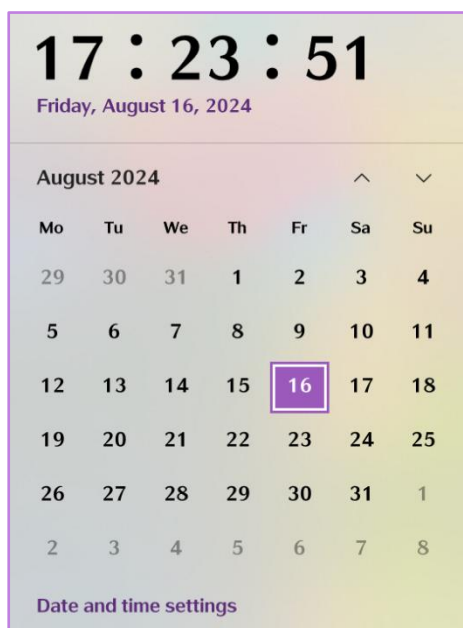 17 : 23 : 51
Friday, August 16, 2024
August 2024
Mo Tu We Th Fr Sa Su
29 30 31 1 2 3 4
5 6 7 8 9 10 11
12 13 14 15 16 17 18
19 20 21 22 23 24 25
26 27 28 29 30 31 1
2 3 4 5 6 7 8
Date and time settings